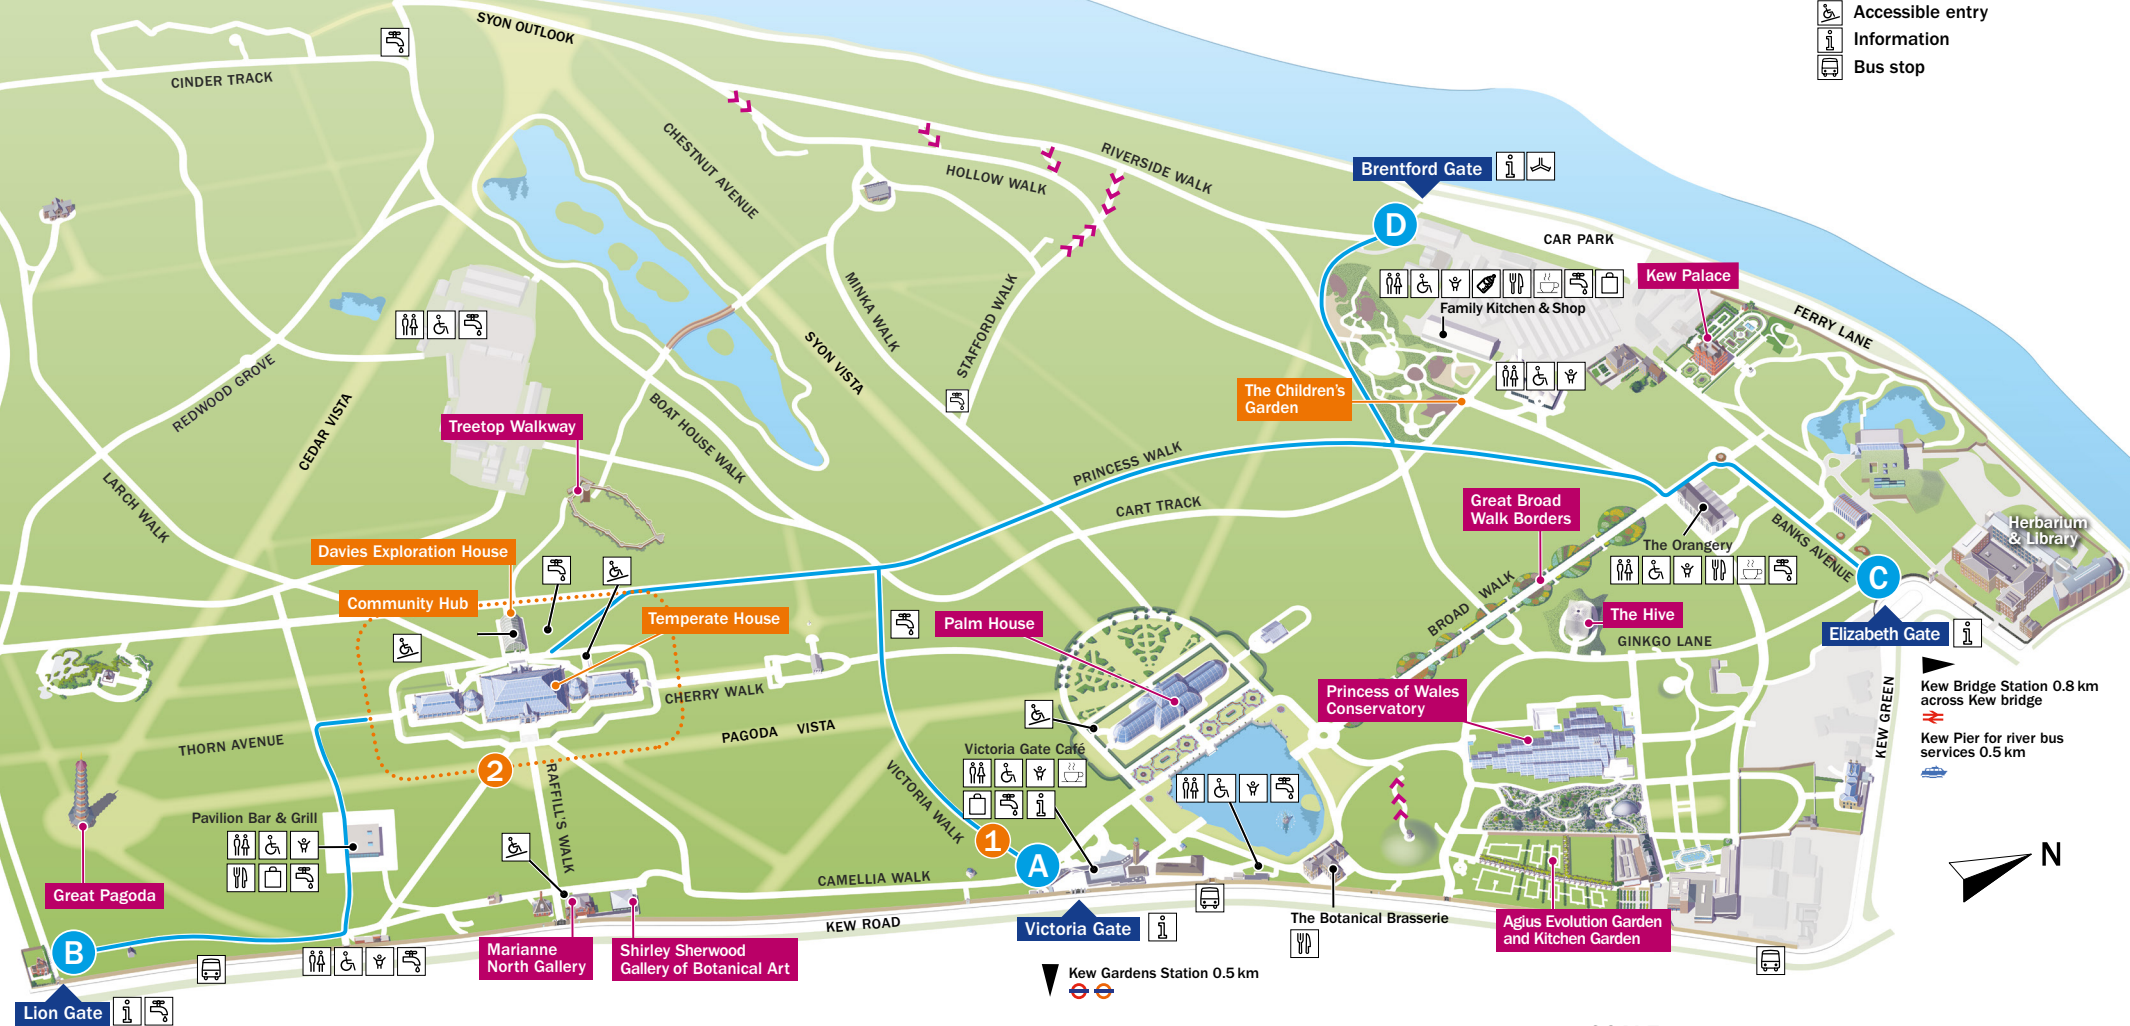 Accessible entry
Information
Bus stop
SYON OUTLOOK
CINDER TRACK
CHESTNUT AVENUE
HOLLOW WALK
RIVERSIDE WALK
Brentford Gate
D
CAR PARK
Kew Palace
FERRY LANE
Family Kitchen & Shop
MINKA WALK
STAFFORD WALK
SYON VISTA
REDWOOD GROVE
CEDAR VISTA
BOAT HOUSE WALK
Treetop Walkway
The Children's
Garden
PRINCESS WALK
CART TRACK
LARCH WALK
Great Broad
Walk Borders
The Orangery
BANKS AVENUE
Herbarium
& Library
C
Elizabeth Gate
Davies Exploration House
Community Hub
Temperate House
Palm House
BROAD WALK
The Hive
GINKGO LANE
Kew Bridge Station 0.8 km
across Kew bridge
Kew Pier for river bus
services 0.5 km
KEW GREEN
Princess of Wales
Conservatory
CHERRY WALK
PAGODA VISTA
THORN AVENUE
Victoria Gate Café
2
RAFFILL'S WALK
VICTORIA WALK
Pavilion Bar & Grill
1
A
Great Pagoda
CAMELLIA WALK
KEW ROAD
B
Lion Gate
Marianne
North Gallery
Shirley Sherwood
Gallery of Botanical Art
Victoria Gate
Kew Gardens Station 0.5 km
The Botanical Brasserie
Agius Evolution Garden
and Kitchen Garden
N